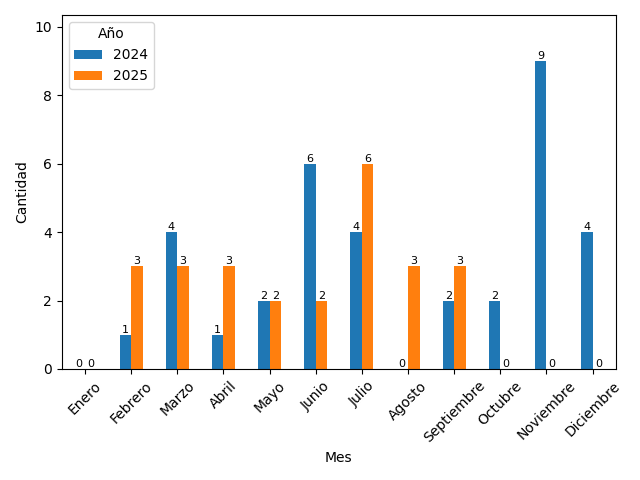 Año
2024
2025
Cantidad
10
8
6
4
2
0
0 0
1 3
4 3
1 3
2 2
6 2
4 6
0 3
2 3
2 0
9 0
4 0
Enero
Febrero
Marzo
Abril
Mayo
Junio
Julio
Agosto
Septiembre
Octubre
Noviembre
Diciembre
Mes